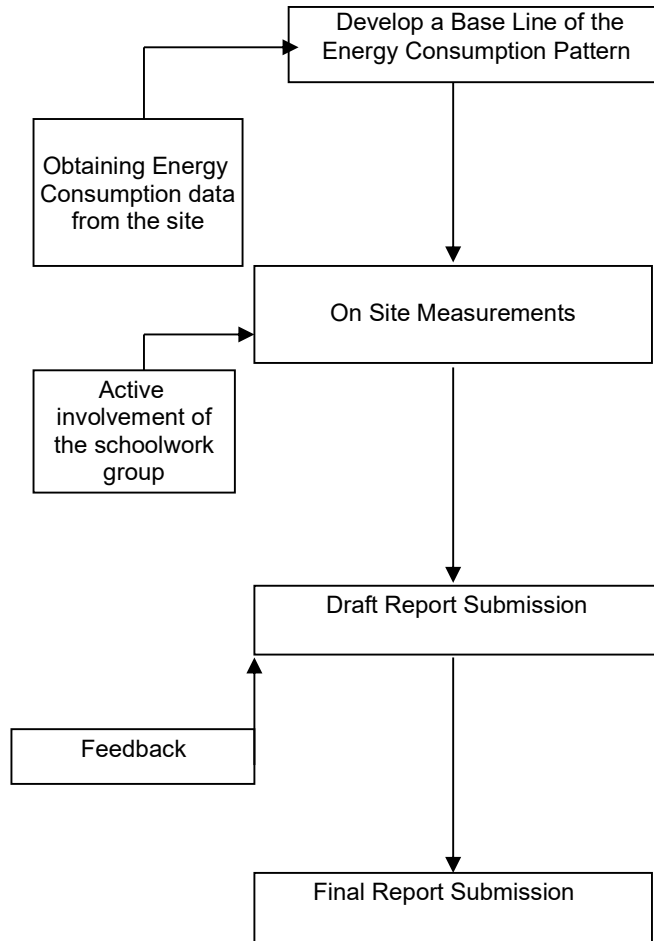 Develop a Base Line of the
Energy Consumption Pattern
Obtaining Energy
Consumption data
from the site
On Site Measurements
Active
involvement of
the schoolwork
group
Draft Report Submission
Feedback
Final Report Submission